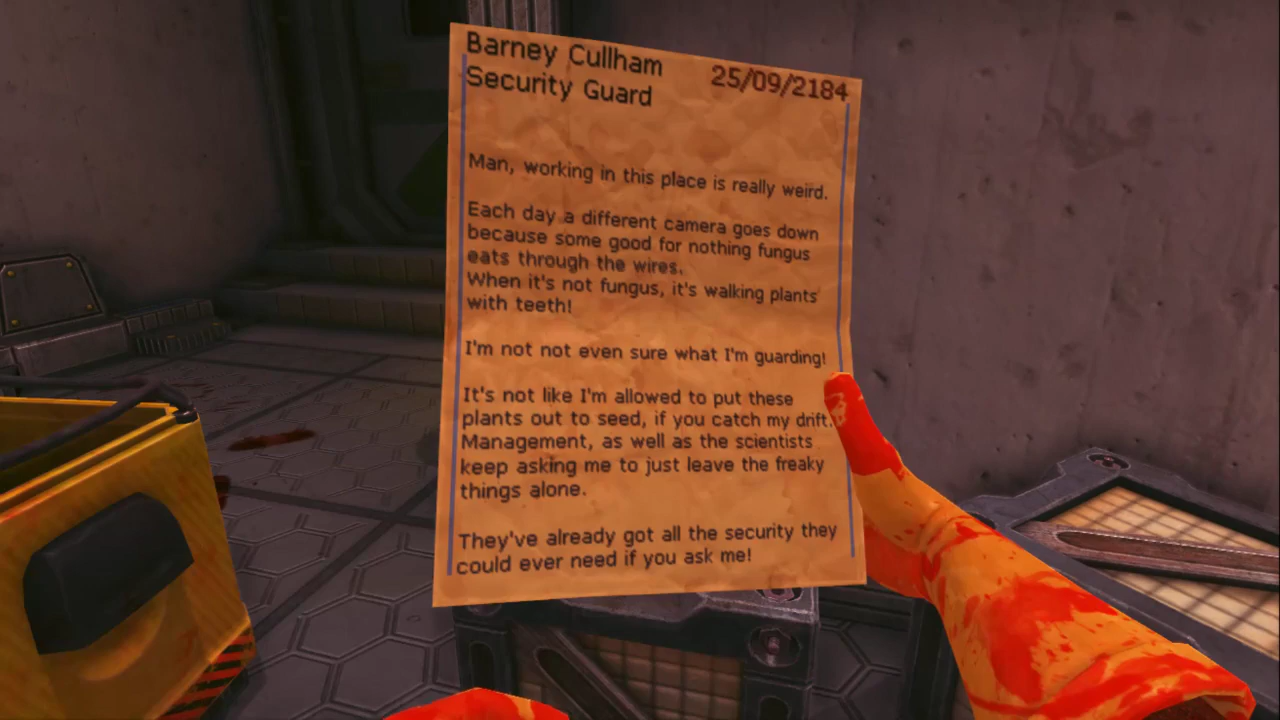 Barney Cullham
25/09/2184
Security Guard
Man, working in this place is really weird.
Each day a different camera goes down
because some good for nothing fungus
eats through the wires.
When it's not fungus, it's walking plants
with teeth!
I'm not not even sure what I'm guarding!
It's not like I'm allowed to put these
plants out to seed, if you catch my drift.
Management, as well as the scientists
keep asking me to just leave the freaky
things alone.
They've already got all the security they
could ever need if you ask me!